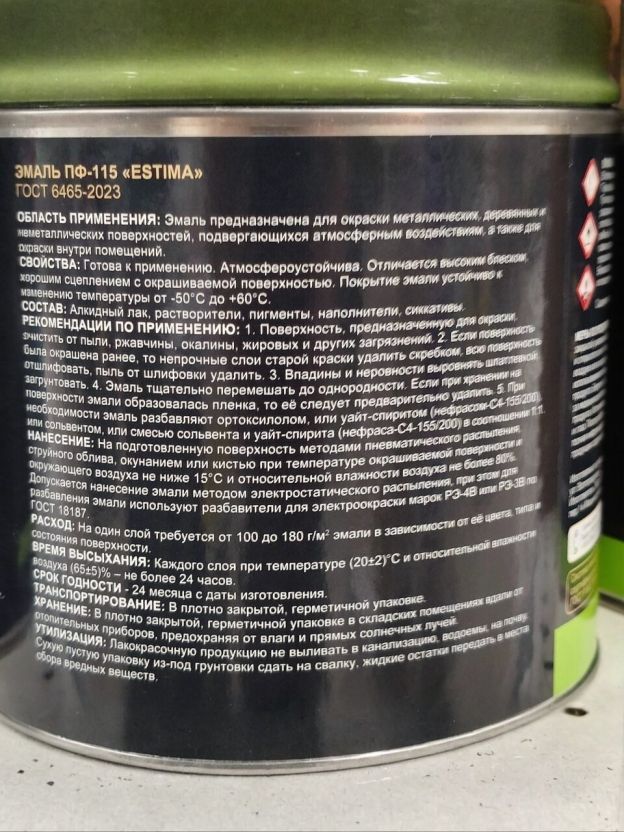 ЭМАЛЬ ПФ-115 «ESTIMA»
ГОСТ 6465-2023
ОБЛАСТЬ ПРИМЕНЕНИЯ: Эмаль предназначена для окраски металлических, деревянных и
неметаллических поверхностей, подвергающихся атмосферным воздействиям, а также для
окраски внутри помещений.
СВОЙСТВА: Готова к применению. Атмосфероустойчива. Отличается высоким блеском,
хорошим сцеплением с окрашиваемой поверхностью. Покрытие эмали устойчиво к
изменению температуры от -50°С до +60°С.
СОСТАВ: Алкидный лак, растворители, пигменты, наполнители, сиккативы.
РЕКОМЕНДАЦИИ ПО ПРИМЕНЕНИЮ: 1. Поверхность, предназначенную для окраски,
очистить от пыли, ржавчины, окалины, жировых и других загрязнений. 2. Если поверхность
была окрашена ранее, то непрочные слои старой краски удалить скребком, всю поверхность
отшлифовать, пыль от шлифовки удалить. 3. Впадины и неровности выровнять шпатлевкой,
загрунтовать. 4. Эмаль тщательно перемешать до однородности. Если при хранении на
поверхности эмали образовалась пленка, то её следует предварительно удалить. 5. При
необходимости эмаль разбавляют ортоксилолом, или уайт-спиритом (нефрасом-С4-155/200),
или сольвентом, или смесью сольвента и уайт-спирита (нефраса-С4-155/200) в соотношении 1:1.
НАНЕСЕНИЕ: На подготовленную поверхность методами пневматического распыления,
струйного облива, окунанием или кистью при температуре окрашиваемой поверхности и
окружающего воздуха не ниже 15°С и относительной влажности воздуха не более 80%.
Допускается нанесение эмали методом электростатического распыления, при этом для
разбавления эмали используют разбавители для электроокраски марок РЭ-4В или РЭ-3В по
ГОСТ 18187.
РАСХОД: На один слой требуется от 100 до 180 г/м² эмали в зависимости от её цвета, типа и
состояния поверхности.
ВРЕМЯ ВЫСЫХАНИЯ: Каждого слоя при температуре (20±2)°С и относительной влажности
воздуха (65±5)% – не более 24 часов.
СРОК ГОДНОСТИ - 24 месяца с даты изготовления.
ТРАНСПОРТИРОВАНИЕ: В плотно закрытой, герметичной упаковке.
ХРАНЕНИЕ: В плотно закрытой, герметичной упаковке в складских помещениях вдали от
отопительных приборов, предохраняя от влаги и прямых солнечных лучей.
УТИЛИЗАЦИЯ: Лакокрасочную продукцию не выливать в канализацию, водоемы, на почву.
Сухую пустую упаковку из-под грунтовки сдать на свалку, жидкие остатки передать в места
сбора вредных веществ.